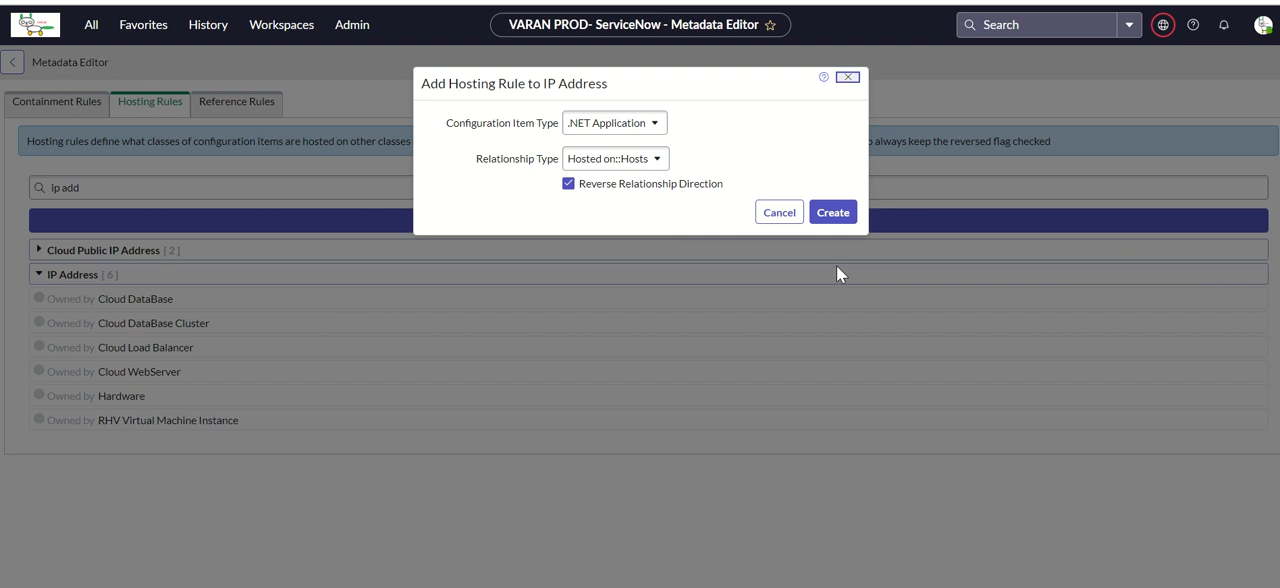 All Favorites History Workspaces Admin
VARAN PROD- ServiceNow - Metadata Editor
Search
Metadata Editor
Containment Rules Hosting Rules Reference Rules
Hosting rules define what classes of configuration items are hosted on other classes
always keep the reversed flag checked
ip add
Cloud Public IP Address [ 2 ]
IP Address [ 6 ]
Owned by Cloud DataBase
Owned by Cloud DataBase Cluster
Owned by Cloud Load Balancer
Owned by Cloud WebServer
Owned by Hardware
Owned by RHV Virtual Machine Instance
Add Hosting Rule to IP Address
Configuration Item Type .NET Application
Relationship Type Hosted on::Hosts
Reverse Relationship Direction
Cancel Create